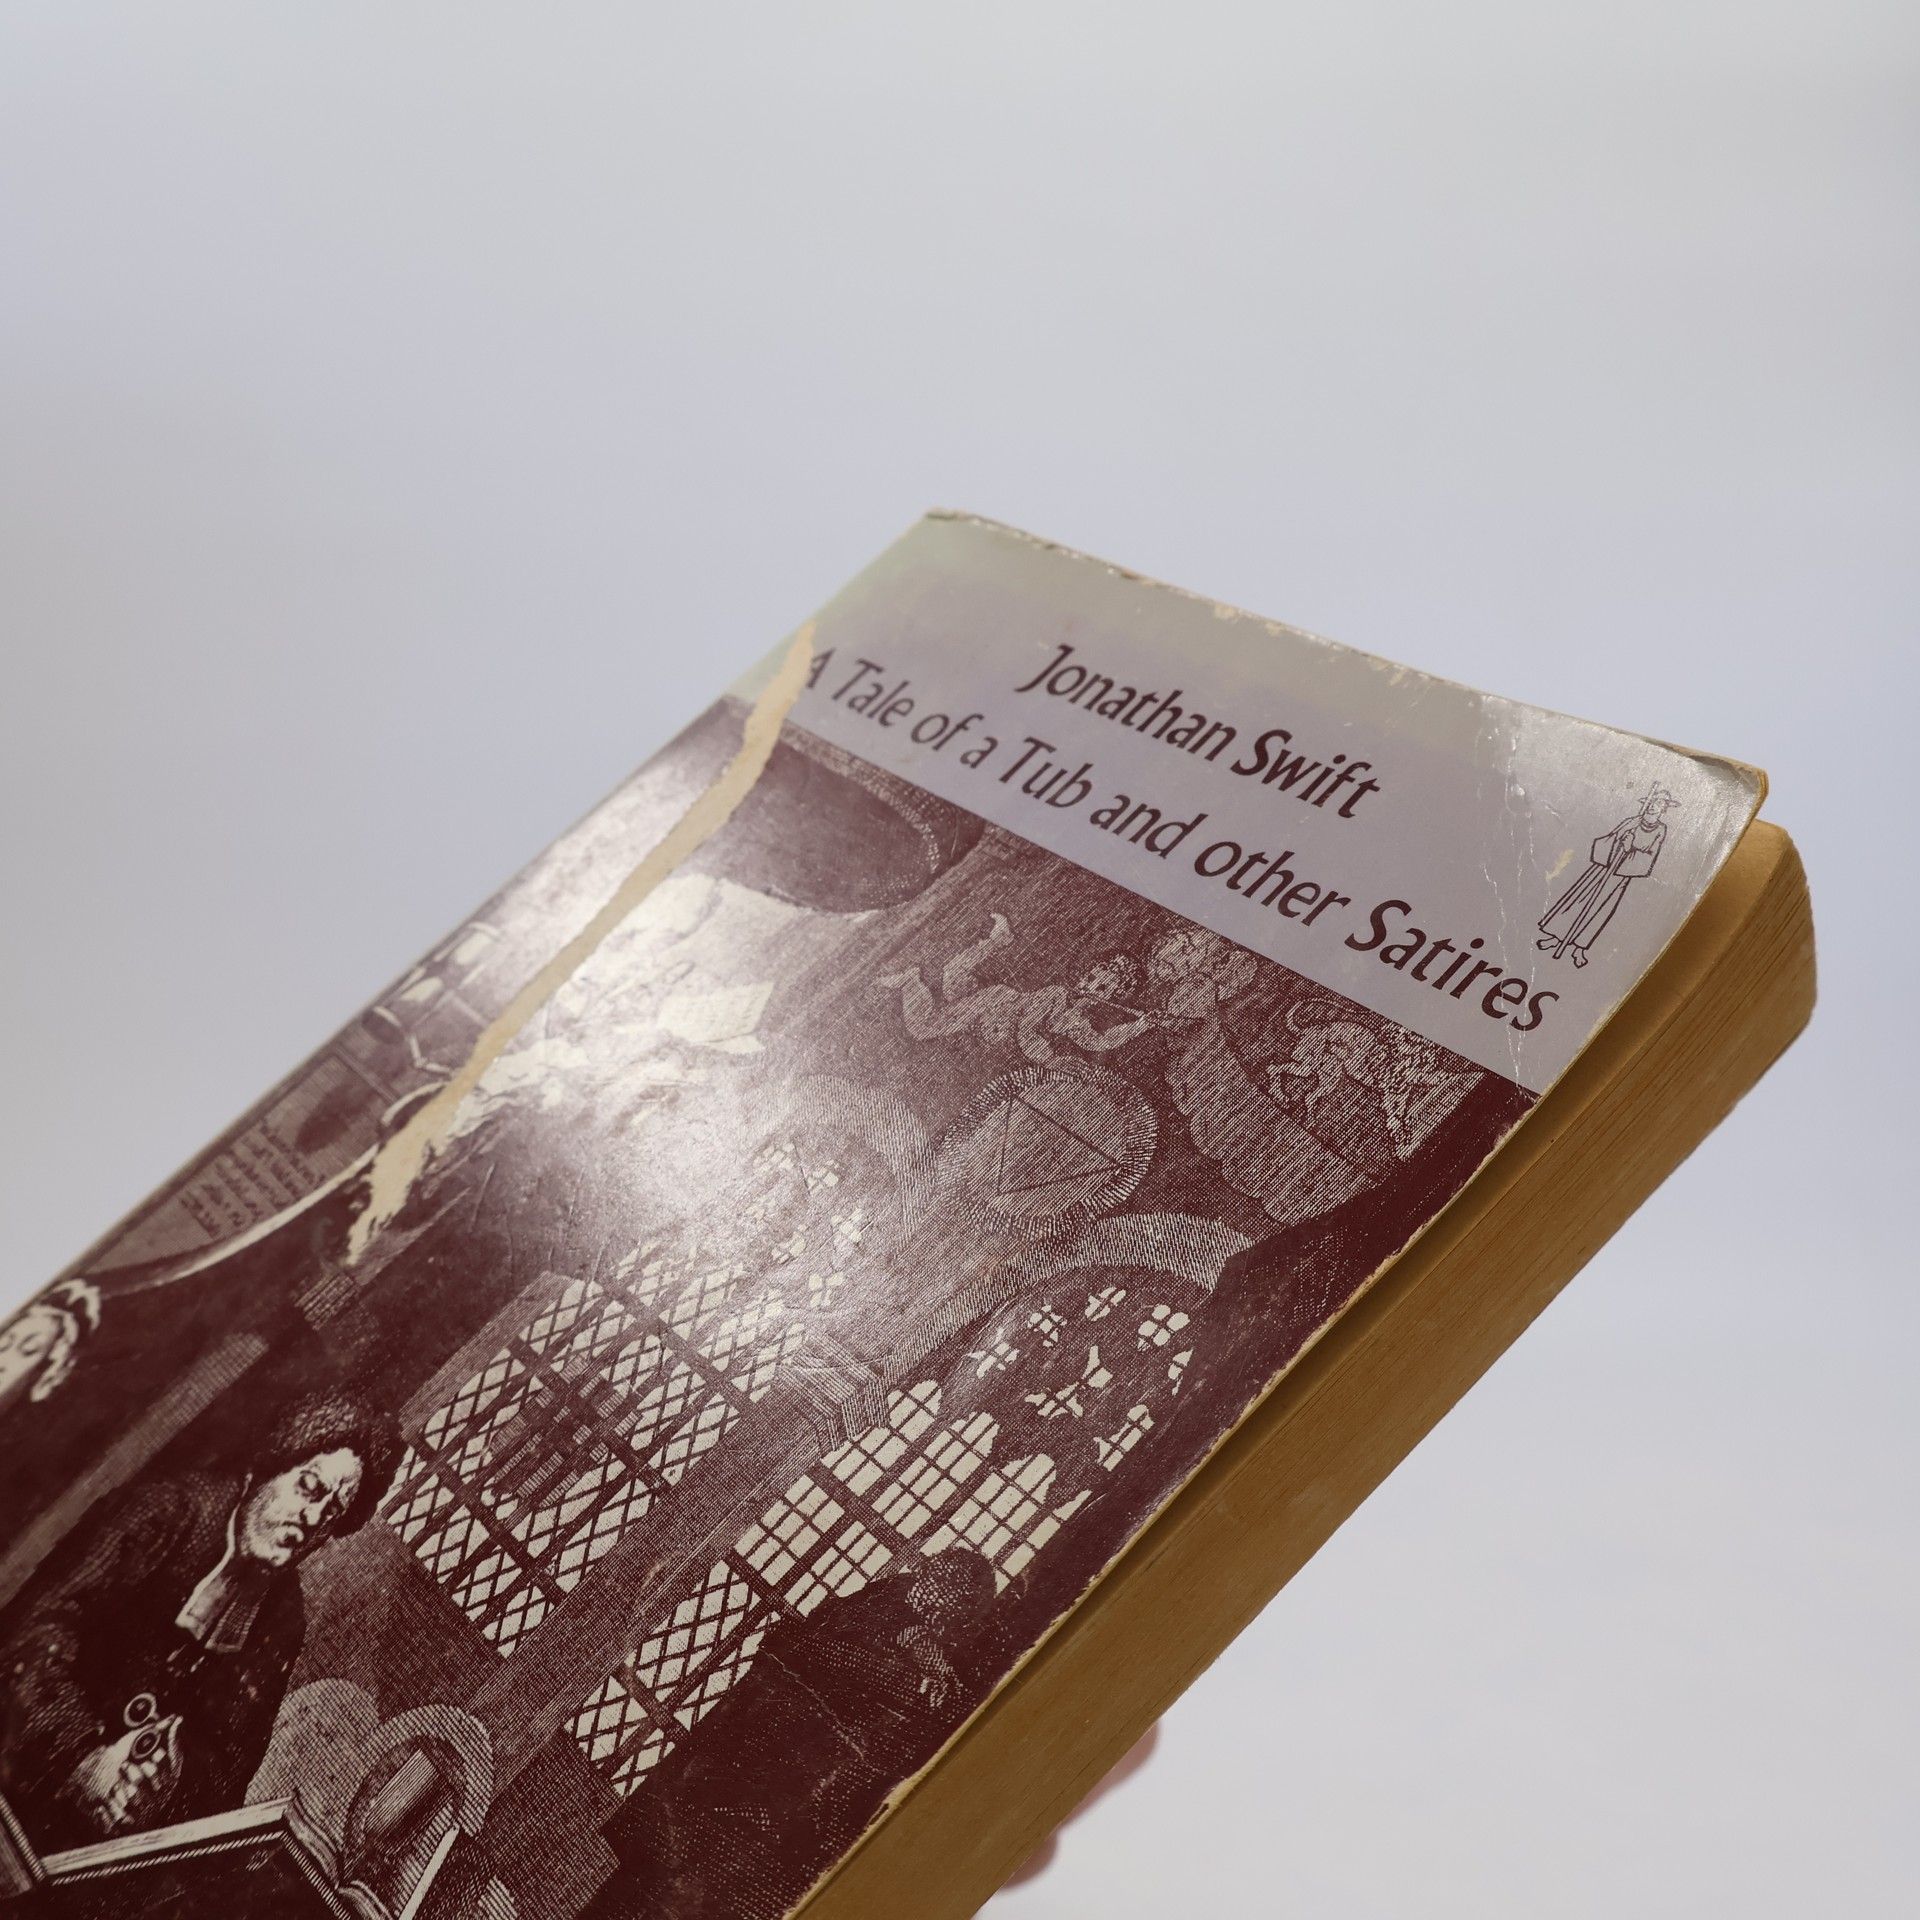 Jonathan Swift
A Tale of a Tub and other Satires